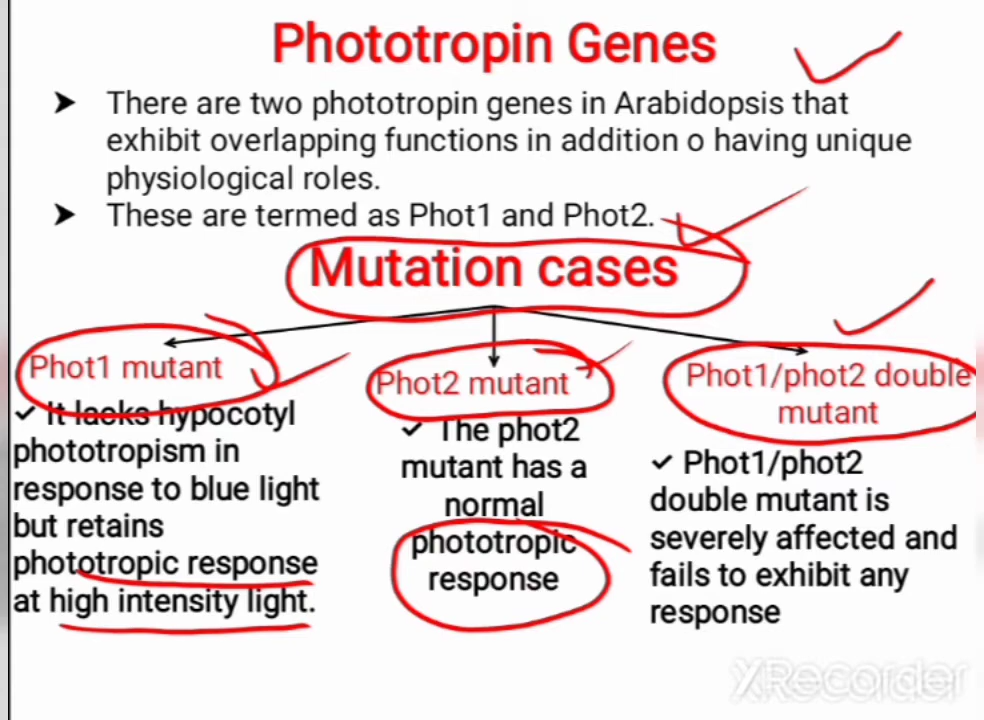 Phototropin Genes
➤ There are two phototropin genes in Arabidopsis that
exhibit overlapping functions in addition o having unique
physiological roles.
➤ These are termed as Phot1 and Phot2.
Mutation cases
Phot1 mutant
✓ It lacks hypocotyl
phototropism in
response to blue light
but retains
phototropic response
at high intensity light.
Phot2 mutant
✓ The phot2
mutant has a
normal
phototropic
response
Phot1/phot2 double
mutant
✓ Phot1/phot2
double mutant is
severely affected and
fails to exhibit any
response
XRecorder